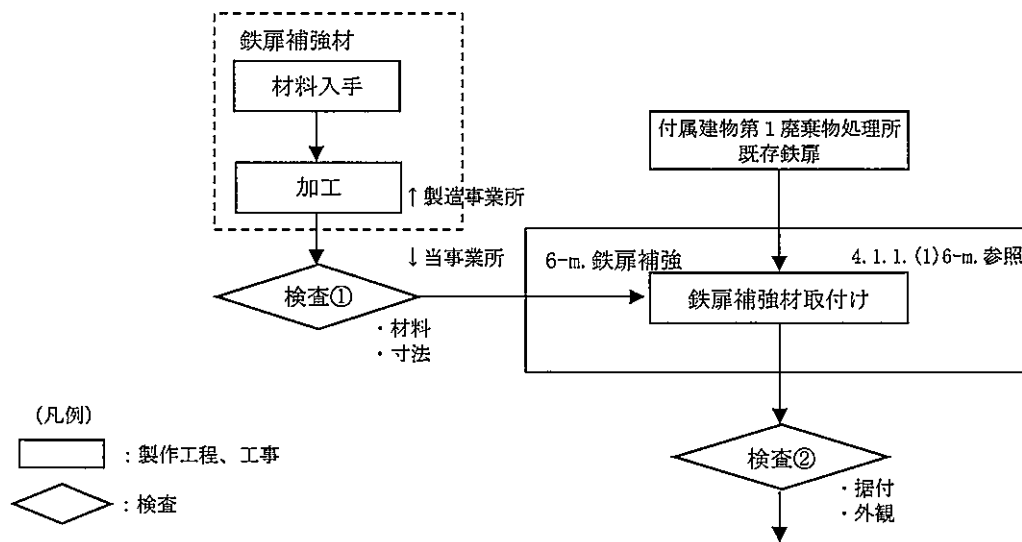 鉄扉補強材
材料入手
加工
↑製造事業所
↓当事業所
検査①
・材料
・寸法
付属建物第1廃棄物処理所
既存鉄扉
6-m.鉄扉補強
4.1.1.(1)6-m.参照
鉄扉補強材取付け
検査②
・据付
・外観
(凡例)
：製作工程、工事
：検査